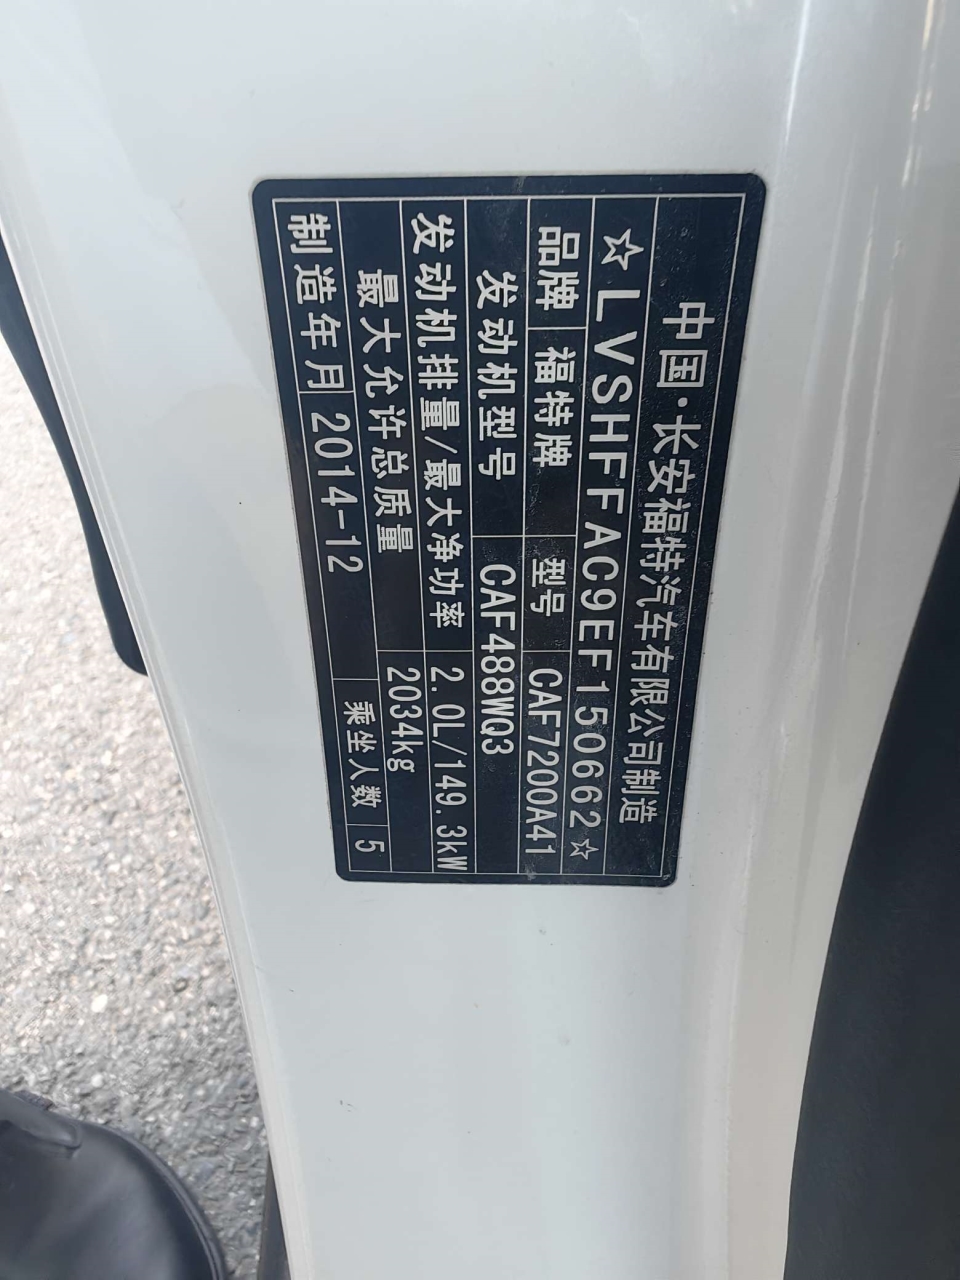 中国·长安福特汽车有限公司制造
☆LVSHFFAC9EF150662☆
品牌 福特牌 型号 CAF7200A41
发动机型号 CAF488WQ3
发动机排量/最大净功率 2.0L/149.3kW
最大允许总质量 2034kg
制造年月 2014-12 乘坐人数 5